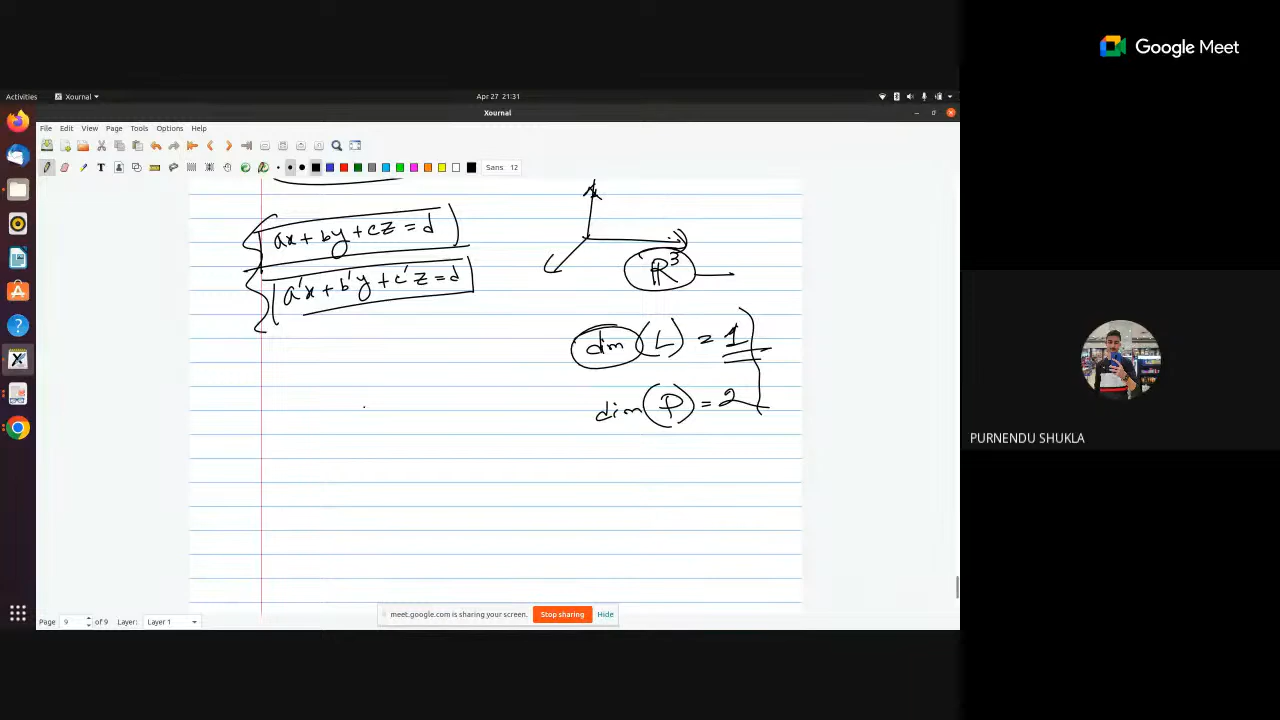 Google Meet
Activities Xournal Apr 27 21:31
Xournal
File Edit View Page Tools Options Help
Sans 12
ax + by + cz = d
a'x + b'y + c'z = d
ℝ³
dim (L) = 1
dim (P) = 2
PURNENDU SHUKLA
meet.google.com is sharing your screen. Stop sharing Hide
Page 9 of 9 Layer: Layer 1